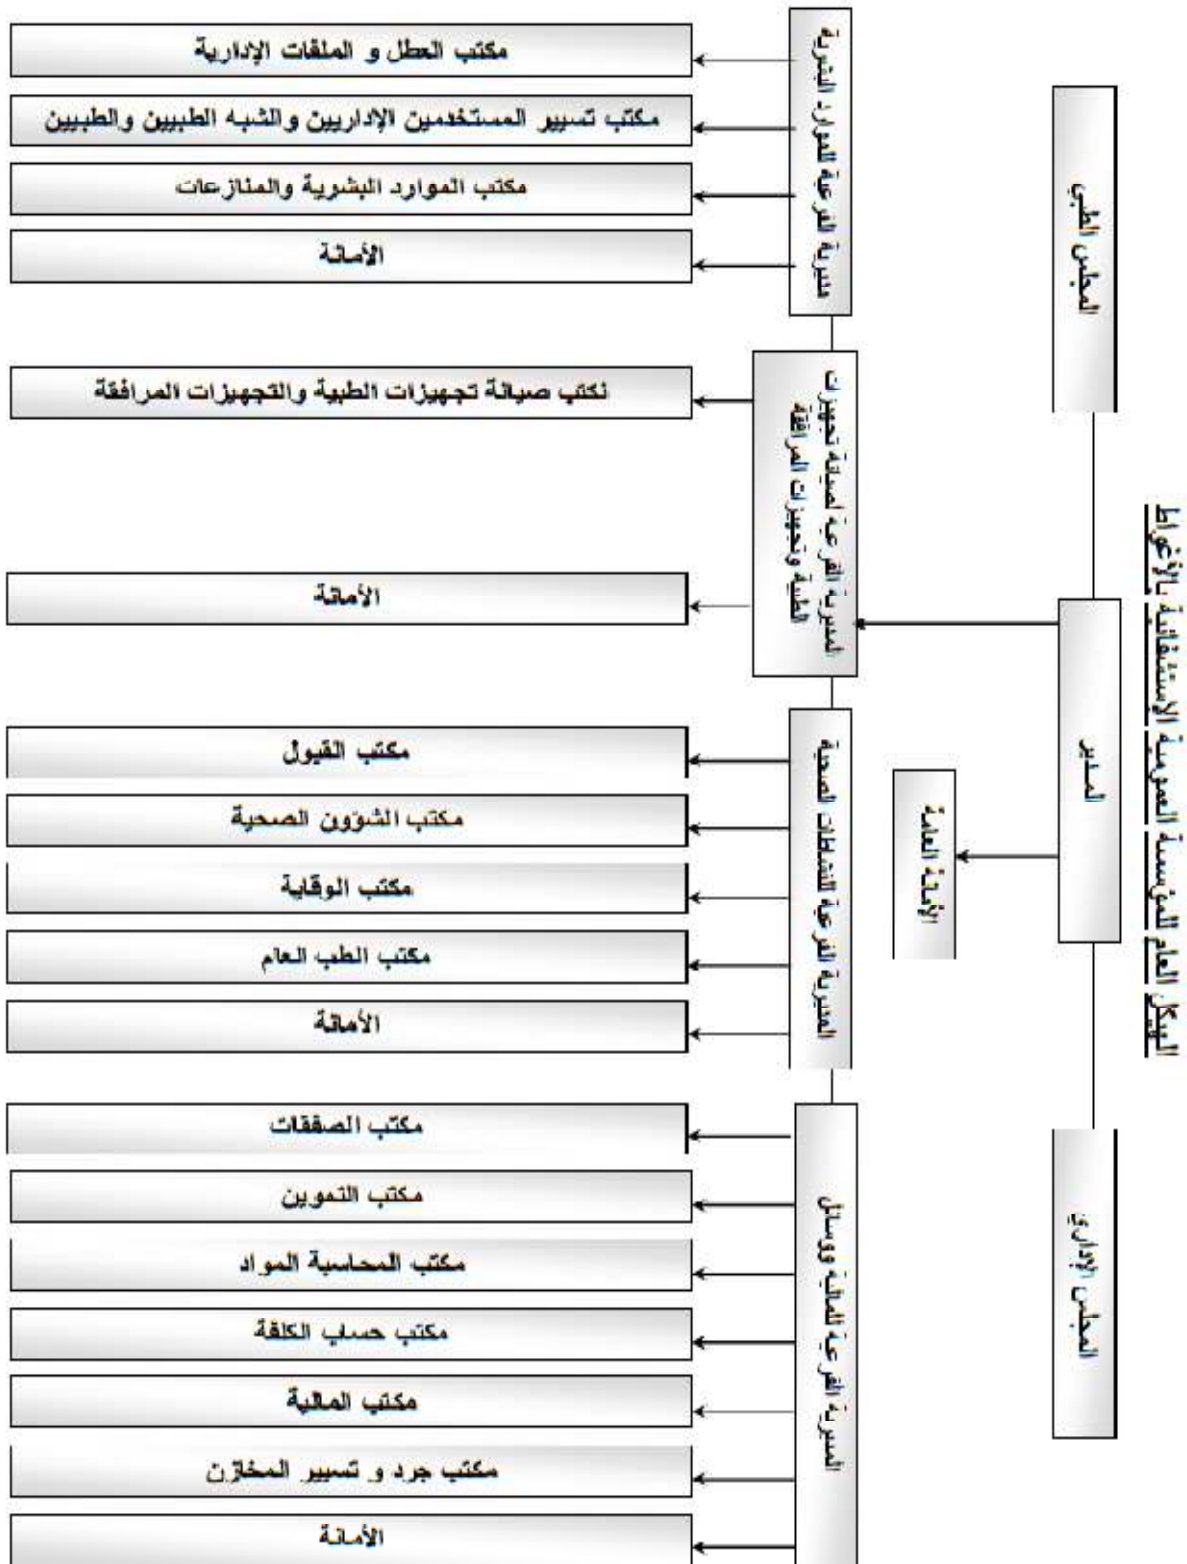 الهيكل العام للمؤسسة العمومية الإستشفائية بالأغواط
المجلس الطبي
المدير
المجلس الإداري
الأمانة العامة
مديرية الفرعية للموارد البشرية
مكتب العطل و الملفات الإدارية
مكتب تسيير المستخدمين الإداريين والشبه الطبيين والطبيين
مكتب الموارد البشرية والمنازعات
الأمانة
المديرية الفرعية لصيانة تجهيزات
الطبية وتجهيزات المرافقة
نكتب صيانة تجهيزات الطبية والتجهيزات المرافقة
الأمانة
المديرية الفرعية للنشاطات الصحية
مكتب القبول
مكتب الشؤون الصحية
مكتب الوقاية
مكتب الطب العام
الأمانة
المديرية الفرعية للمالية ووسائل
مكتب الصفقات
مكتب التموين
مكتب المحاسبة المواد
مكتب حساب الكلفة
مكتب المالية
مكتب جرد و تسيير المخازن
الأمانة